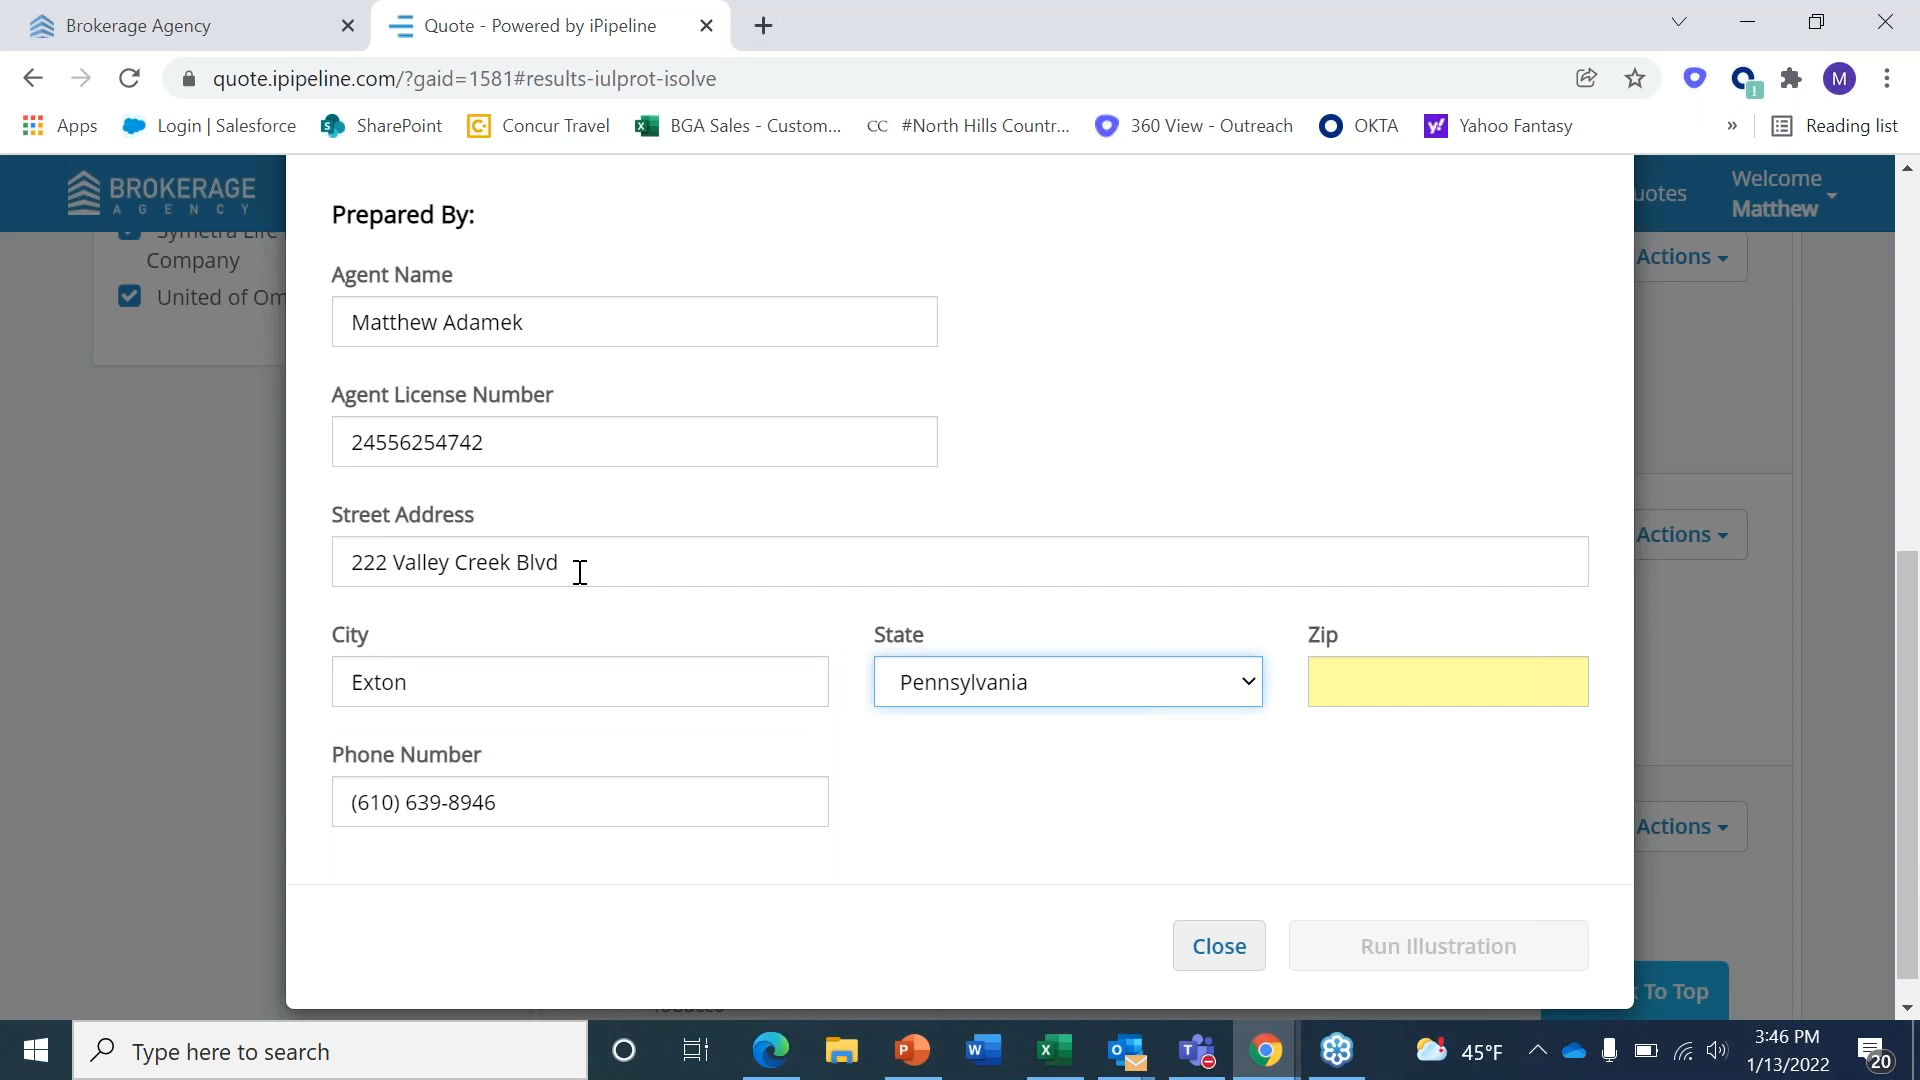 Brokerage Agency
Quote - Powered by iPipeline
quote.ipipeline.com/?gaid=1581#results-iulprot-isolve
M
Apps
Login | Salesforce
SharePoint
Concur Travel
BGA Sales - Custom...
CC #North Hills Countr...
360 View - Outreach
OKTA
Yahoo Fantasy
»
Reading list
BROKERAGE
AGENCY
uotes
Welcome
Matthew
Symetra Life
Company
United of Om
Actions
Actions
Actions
To Top
Tobacco
Prepared By:
Agent Name
Matthew Adamek
Agent License Number
24556254742
Street Address
222 Valley Creek Blvd
City
State
Zip
Exton
Pennsylvania
Phone Number
(610) 639-8946
Close
Run Illustration
Type here to search
45°F
3:46 PM
1/13/2022
20